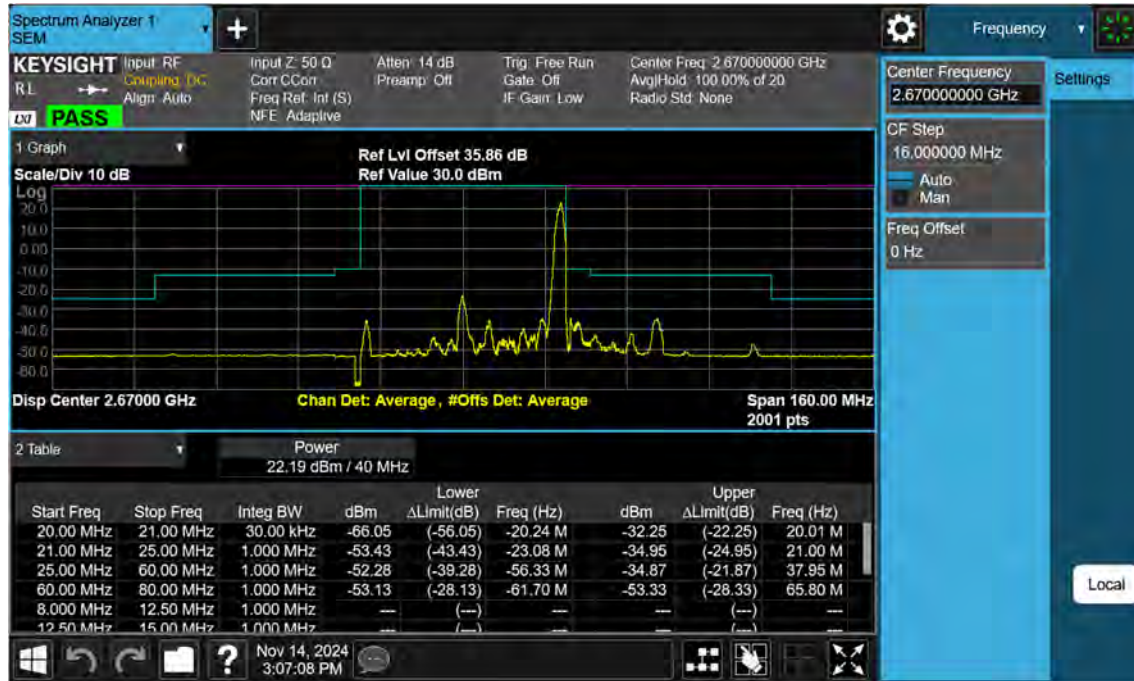 Spectrum Analyzer 1
SEM
+
Frequency
KEYSIGHT
RL
LXI
PASS
Input: RF
Coupling: DC
Align: Auto
Input Z: 50 Ω
Corr CCorr
Freq Ref: Int (S)
NFE: Adaptive
Atten: 14 dB
Preamp: Off
Trig: Free Run
Gate: Off
IF Gain: Low
Center Freq: 2.670000000 GHz
Avg|Hold: 100.00% of 20
Radio Std: None
Center Frequency
2.670000000 GHz
Settings
CF Step
16.000000 MHz
Auto
Man
Freq Offset
0 Hz
Local
1 Graph
Scale/Div 10 dB
Ref Lvl Offset 35.86 dB
Ref Value 30.0 dBm
Log
20.0
10.0
0.00
-10.0
-20.0
-30.0
-40.0
-50.0
-60.0
Disp Center 2.67000 GHz
Chan Det: Average, #Offs Det: Average
Span 160.00 MHz
2001 pts
2 Table
Power
22.19 dBm / 40 MHz
Lower Upper
Start Freq Stop Freq Integ BW dBm ΔLimit(dB) Freq (Hz) dBm ΔLimit(dB) Freq (Hz)
20.00 MHz 21.00 MHz 30.00 kHz -66.05 (-56.05) -20.24 M -32.25 (-22.25) 20.01 M
21.00 MHz 25.00 MHz 1.000 MHz -53.43 (-43.43) -23.08 M -34.95 (-24.95) 21.00 M
25.00 MHz 60.00 MHz 1.000 MHz -52.28 (-39.28) -56.33 M -34.87 (-21.87) 37.95 M
60.00 MHz 80.00 MHz 1.000 MHz -53.13 (-28.13) -61.70 M -53.33 (-28.33) 65.80 M
8.000 MHz 12.50 MHz 1.000 MHz --- (---) --- --- (---) ---
12.50 MHz 15.00 MHz 1.000 MHz --- (---) --- --- (---) ---
?
Nov 14, 2024
3:07:08 PM